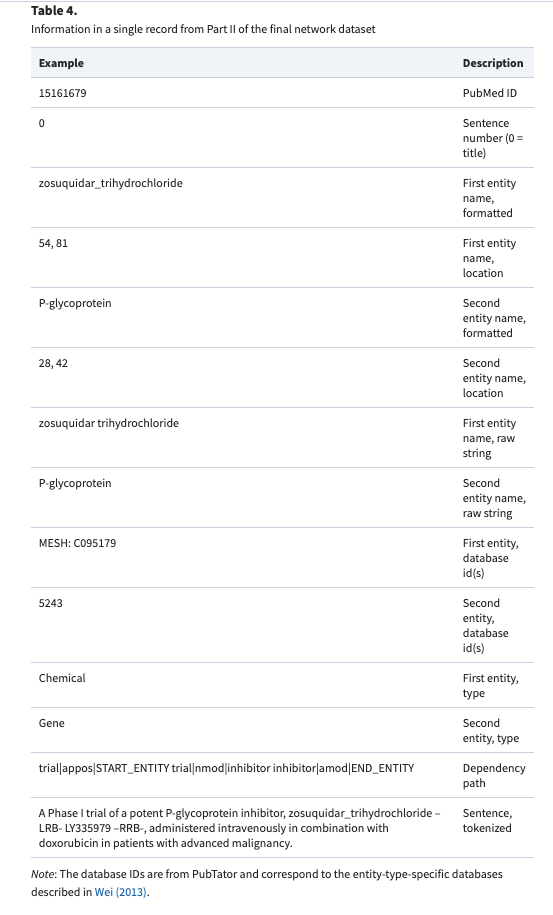 Table 4.
Information in a single record from Part II of the final network dataset
Example Description
15161679 PubMed ID
0 Sentence
number (0 =
title)
zosuquidar_trihydrochloride First entity
name,
formatted
54, 81 First entity
name,
location
P-glycoprotein Second
entity name,
formatted
28, 42 Second
entity name,
location
zosuquidar trihydrochloride First entity
name, raw
string
P-glycoprotein Second
entity name,
raw string
MESH: C095179 First entity,
database
id(s)
5243 Second
entity,
database
id(s)
Chemical First entity,
type
Gene Second
entity, type
trial|appos|START_ENTITY trial|nmod|inhibitor inhibitor|amod|END_ENTITY Dependency
path
A Phase I trial of a potent P-glycoprotein inhibitor, zosuquidar_trihydrochloride – Sentence,
LRB- LY335979 –RRB-, administered intravenously in combination with tokenized
doxorubicin in patients with advanced malignancy.
Note: The database IDs are from PubTator and correspond to the entity-type-specific databases
described in Wei (2013).